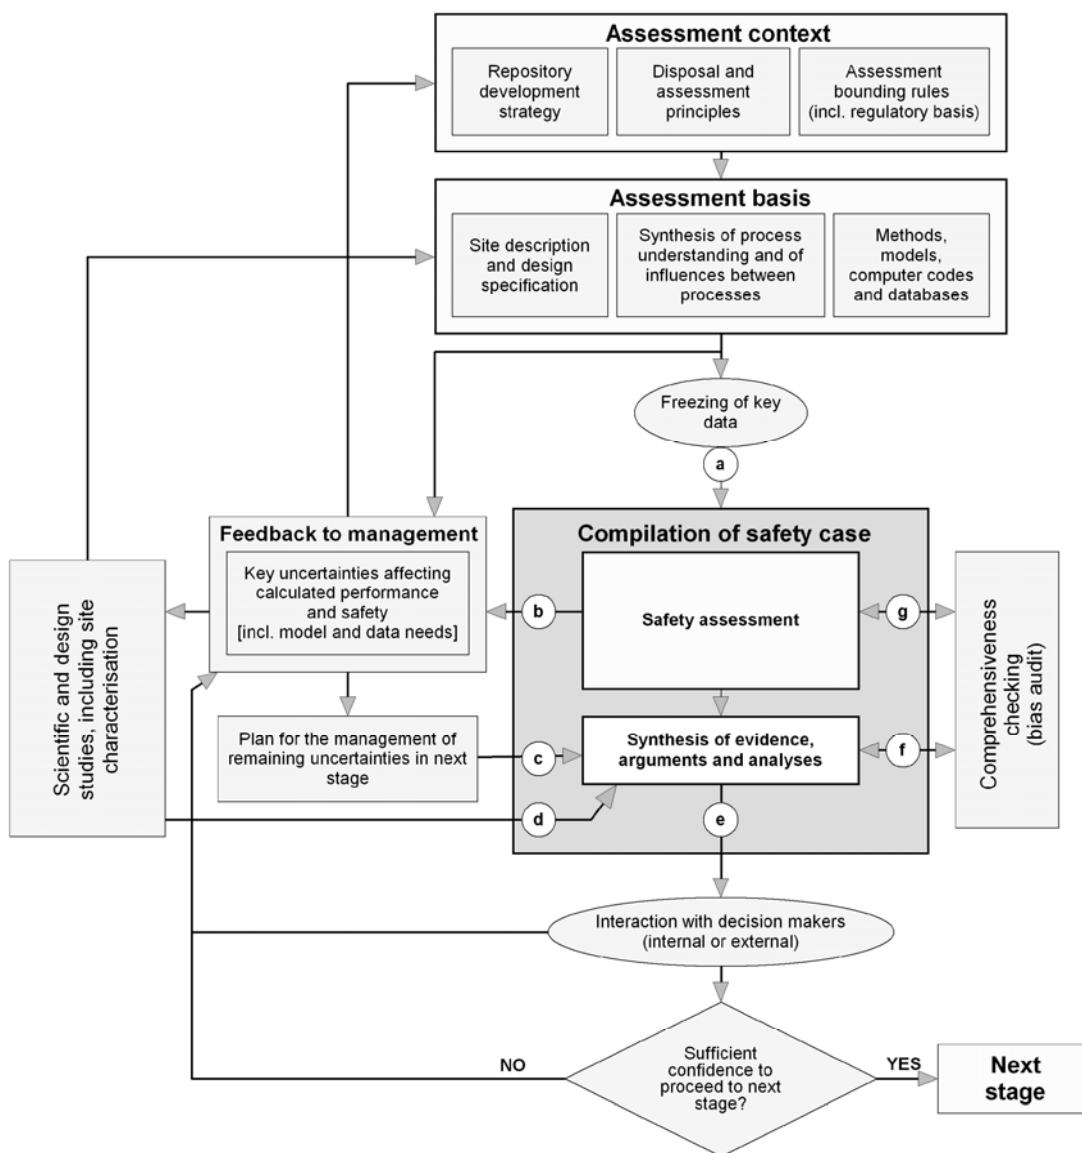 Assessment context
Repository
development
strategy
Disposal and
assessment
principles
Assessment
bounding rules
(incl. regulatory basis)
Assessment basis
Site description
and design
specification
Synthesis of process
understanding and of
influences between
processes
Methods,
models,
computer codes
and databases
Freezing of key
data
a
Feedback to management
Key uncertainties affecting
calculated performance
and safety
[incl. model and data needs]
Compilation of safety case
Safety assessment
b
g
Scientific and design
studies, including site
characterisation
Comprehensiveness
checking
(bias audit)
Plan for the management of
remaining uncertainties in next
stage
c
Synthesis of evidence,
arguments and analyses
f
d
e
Interaction with decision makers
(internal or external)
Sufficient
confidence to
proceed to next
stage?
NO
YES
Next
stage